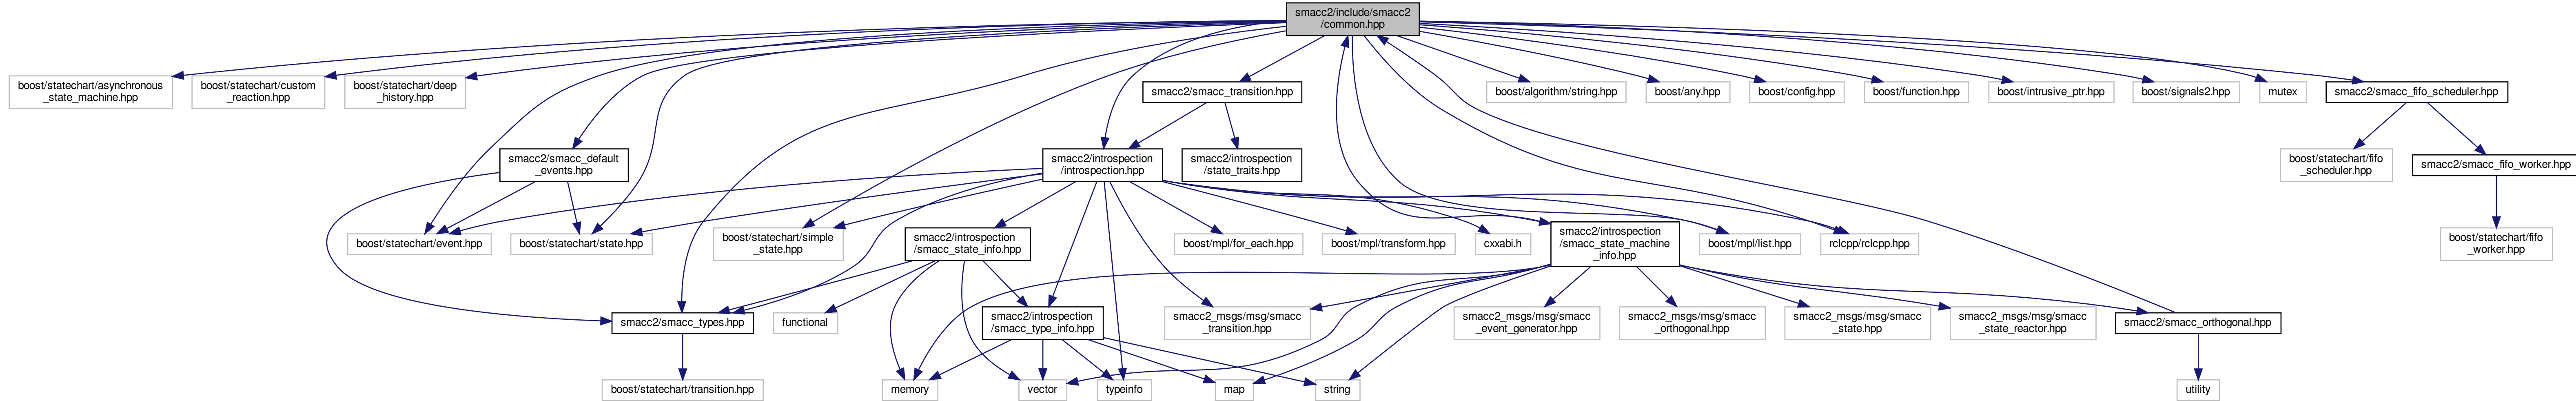 smacc2/include/smacc2
/common.hpp
boost/statechart/asynchronous
_state_machine.hpp
boost/statechart/custom
_reaction.hpp
boost/statechart/deep
_history.hpp
smacc2/smacc_transition.hpp
boost/algorithm/string.hpp
boost/any.hpp
boost/config.hpp
boost/function.hpp
boost/intrusive_ptr.hpp
boost/signals2.hpp
mutex
smacc2/smacc_fifo_scheduler.hpp
smacc2/smacc_default
_events.hpp
smacc2/introspection
/introspection.hpp
smacc2/introspection
/state_traits.hpp
boost/statechart/fifo
_scheduler.hpp
smacc2/smacc_fifo_worker.hpp
boost/statechart/event.hpp
boost/statechart/state.hpp
boost/statechart/simple
_state.hpp
smacc2/introspection
/smacc_state_info.hpp
boost/mpl/for_each.hpp
boost/mpl/transform.hpp
cxxabi.h
smacc2/introspection
/smacc_state_machine
_info.hpp
boost/mpl/list.hpp
rclcpp/rclcpp.hpp
boost/statechart/fifo
_worker.hpp
smacc2/smacc_types.hpp
functional
smacc2/introspection
/smacc_type_info.hpp
smacc2_msgs/msg/smacc
_transition.hpp
smacc2_msgs/msg/smacc
_event_generator.hpp
smacc2_msgs/msg/smacc
_orthogonal.hpp
smacc2_msgs/msg/smacc
_state.hpp
smacc2_msgs/msg/smacc
_state_reactor.hpp
smacc2/smacc_orthogonal.hpp
boost/statechart/transition.hpp
memory
vector
typeinfo
map
string
utility